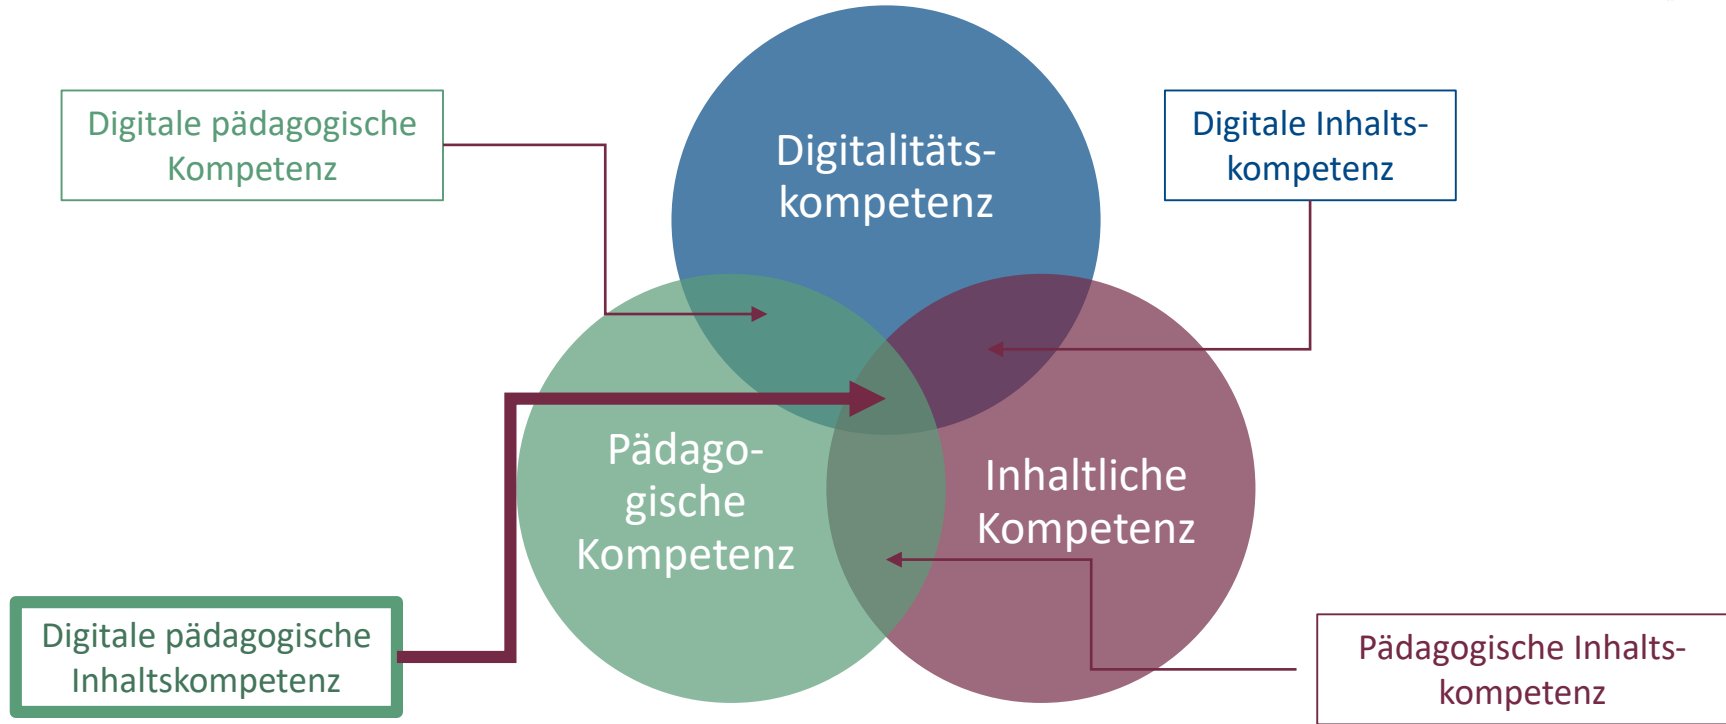 Digitale pädagogische
Kompetenz
Digitalitäts-
kompetenz
Digitale Inhalts-
kompetenz
Pädago-
gische
Kompetenz
Inhaltliche
Kompetenz
Digitale pädagogische
Inhaltskompetenz
Pädagogische Inhalts-
kompetenz